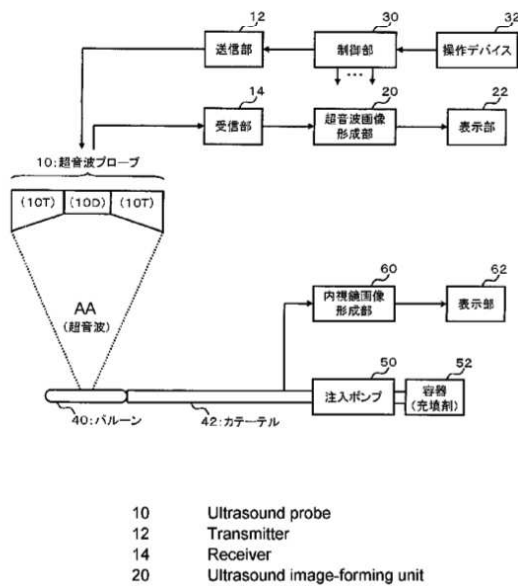 12
30
32
送信部
制御部
操作デバイス
...
14
20
22
受信部
超音波画像
形成部
表示部
10:超音波プローブ
(10T)
(10D)
(10T)
AA
(超音波)
60
62
内視鏡画像
形成部
表示部
50
52
注入ポンプ
容器
(充填剤)
40:バルーン
42:カテーテル
10 Ultrasound probe
12 Transmitter
14 Receiver
20 Ultrasound image-forming unit